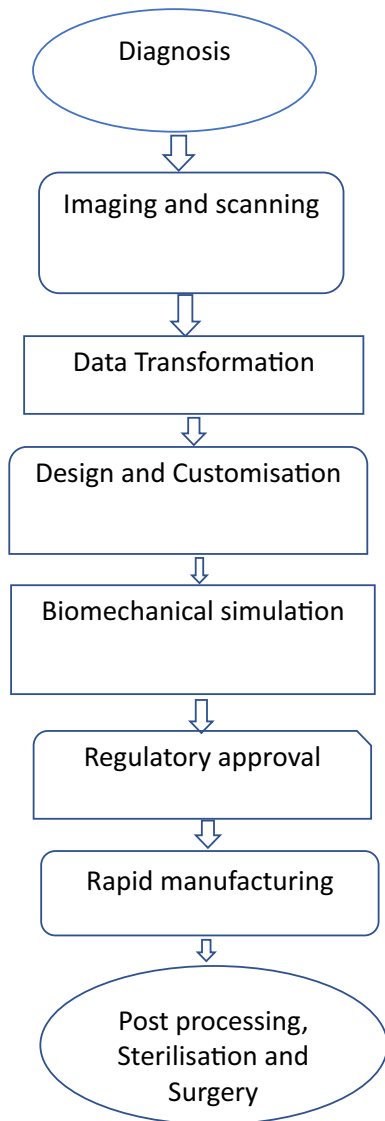 Diagnosis
Imaging and scanning
Data Transformation
Design and Customisation
Biomechanical simulation
Regulatory approval
Rapid manufacturing
Post processing,
Sterilisation and
Surgery